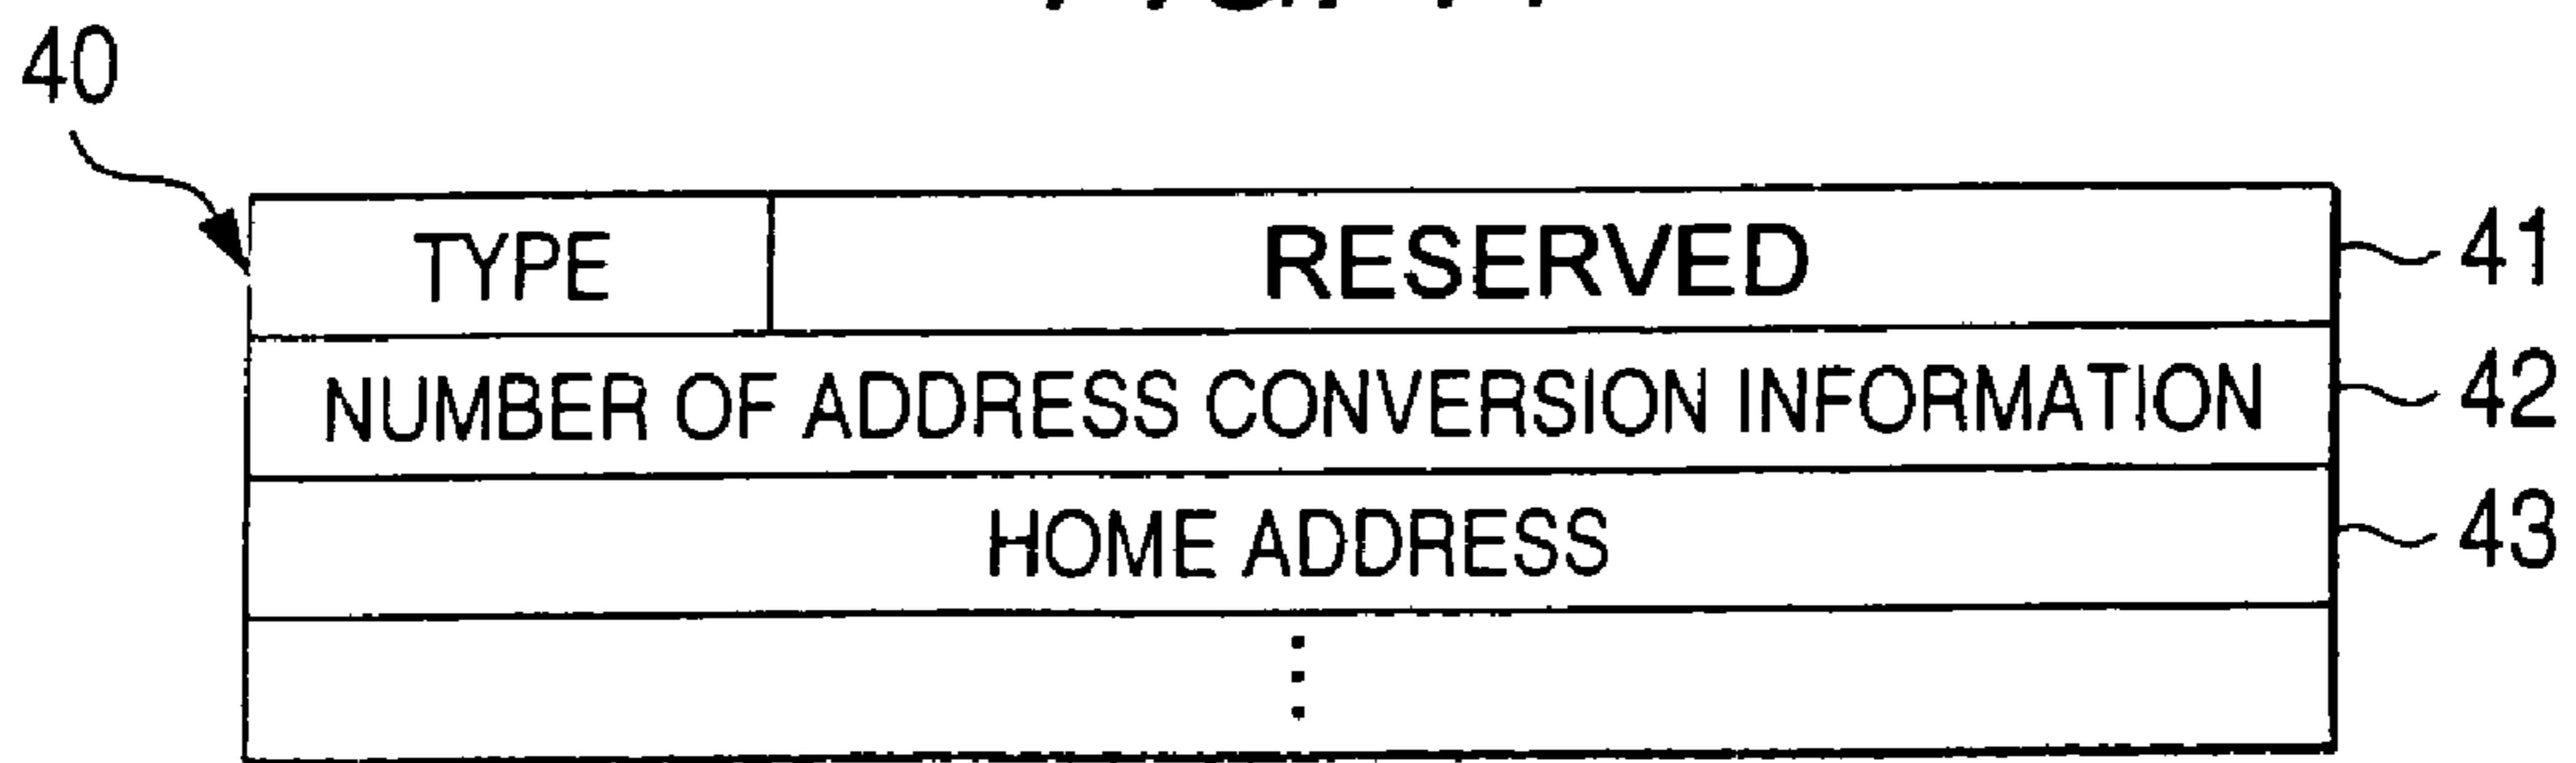 40
TYPE RESERVED 41
NUMBER OF ADDRESS CONVERSION INFORMATION 42
HOME ADDRESS 43